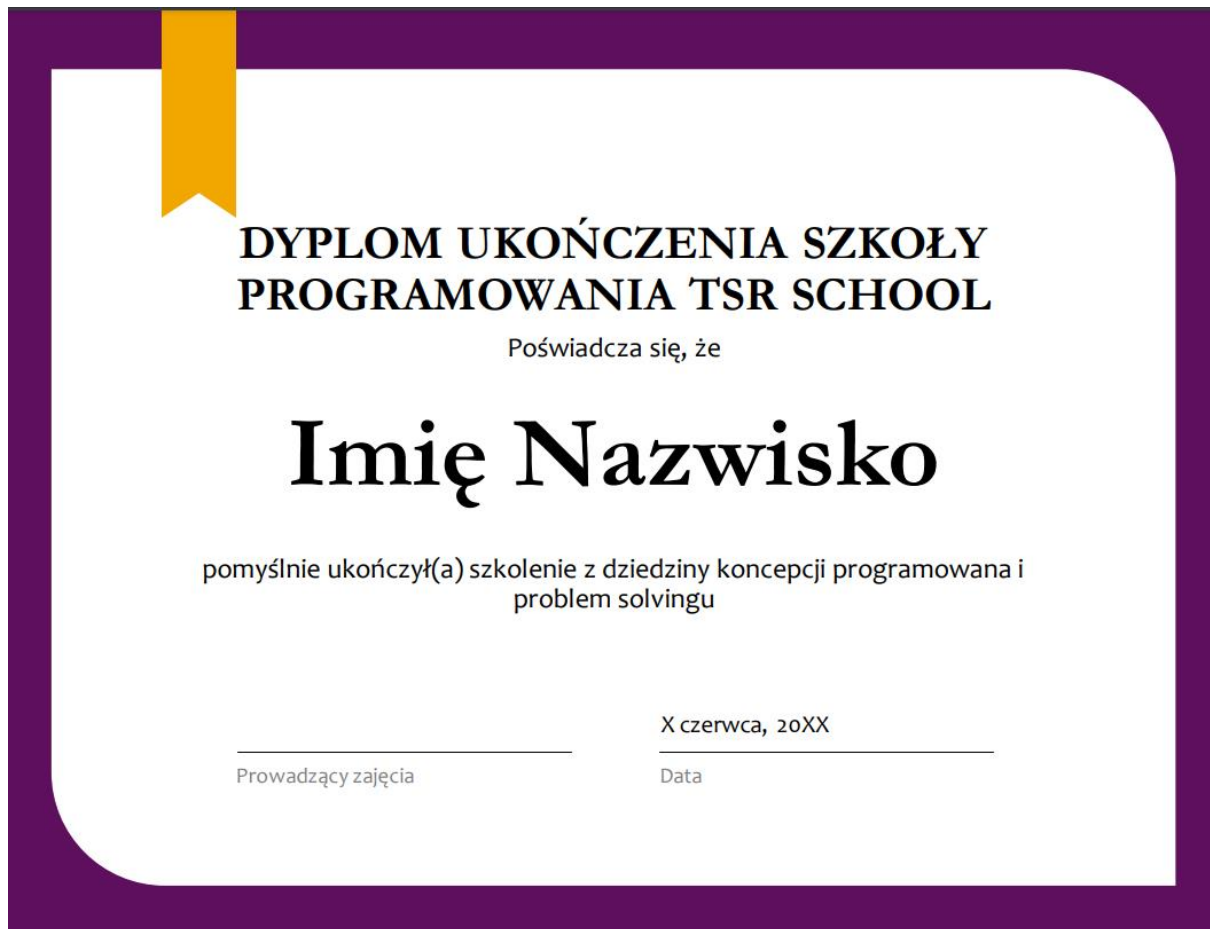 DYPLOM UKOŃCZENIA SZKOŁY
PROGRAMOWANIA TSR SCHOOL
Poświadcza się, że
Imię Nazwisko
pomyślnie ukończył(a) szkolenie z dziedziny koncepcji programowana i
problem solvingu
X czerwca, 20XX
Prowadzący zajęcia
Data